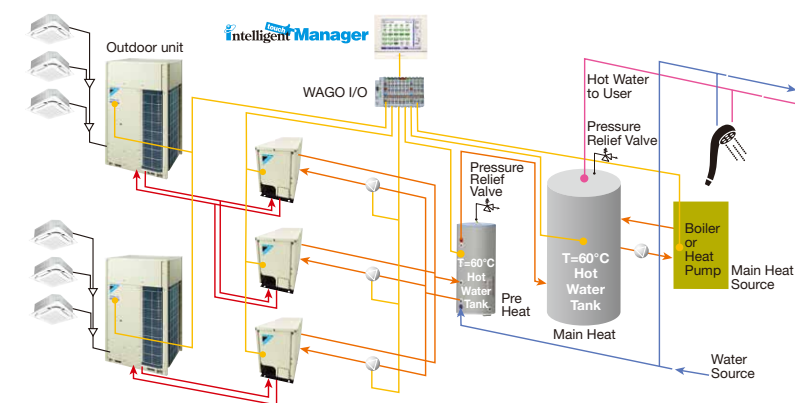 touch
intelligent Manager
Outdoor unit
WAGO I/O
Hot Water
to User
Pressure
Relief Valve
Pressure
Relief
Valve
T=60°C
Hot
Water
Tank
Pre
Heat
T=60°C
Hot
Water
Tank
Main Heat
Boiler
or
Heat
Pump
Main Heat
Source
Water
Source